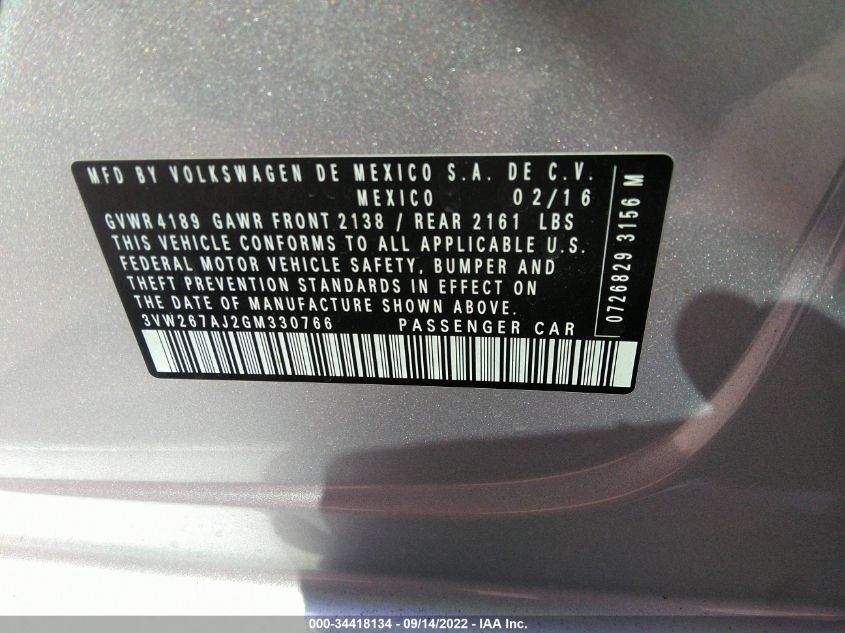 MFD BY VOLKSWAGEN DE MEXICO S.A. DE C.V.
MEXICO 02/16
GVWR 4189 GAWR FRONT 2138 / REAR 2161 LBS
THIS VEHICLE CONFORMS TO ALL APPLICABLE U.S.
FEDERAL MOTOR VEHICLE SAFETY, BUMPER AND
THEFT PREVENTION STANDARDS IN EFFECT ON
THE DATE OF MANUFACTURE SHOWN ABOVE.
3VW267AJ2GM330766 PASSENGER CAR
0726829 3156 M
000-34418134 - 09/14/2022 - IAA Inc.